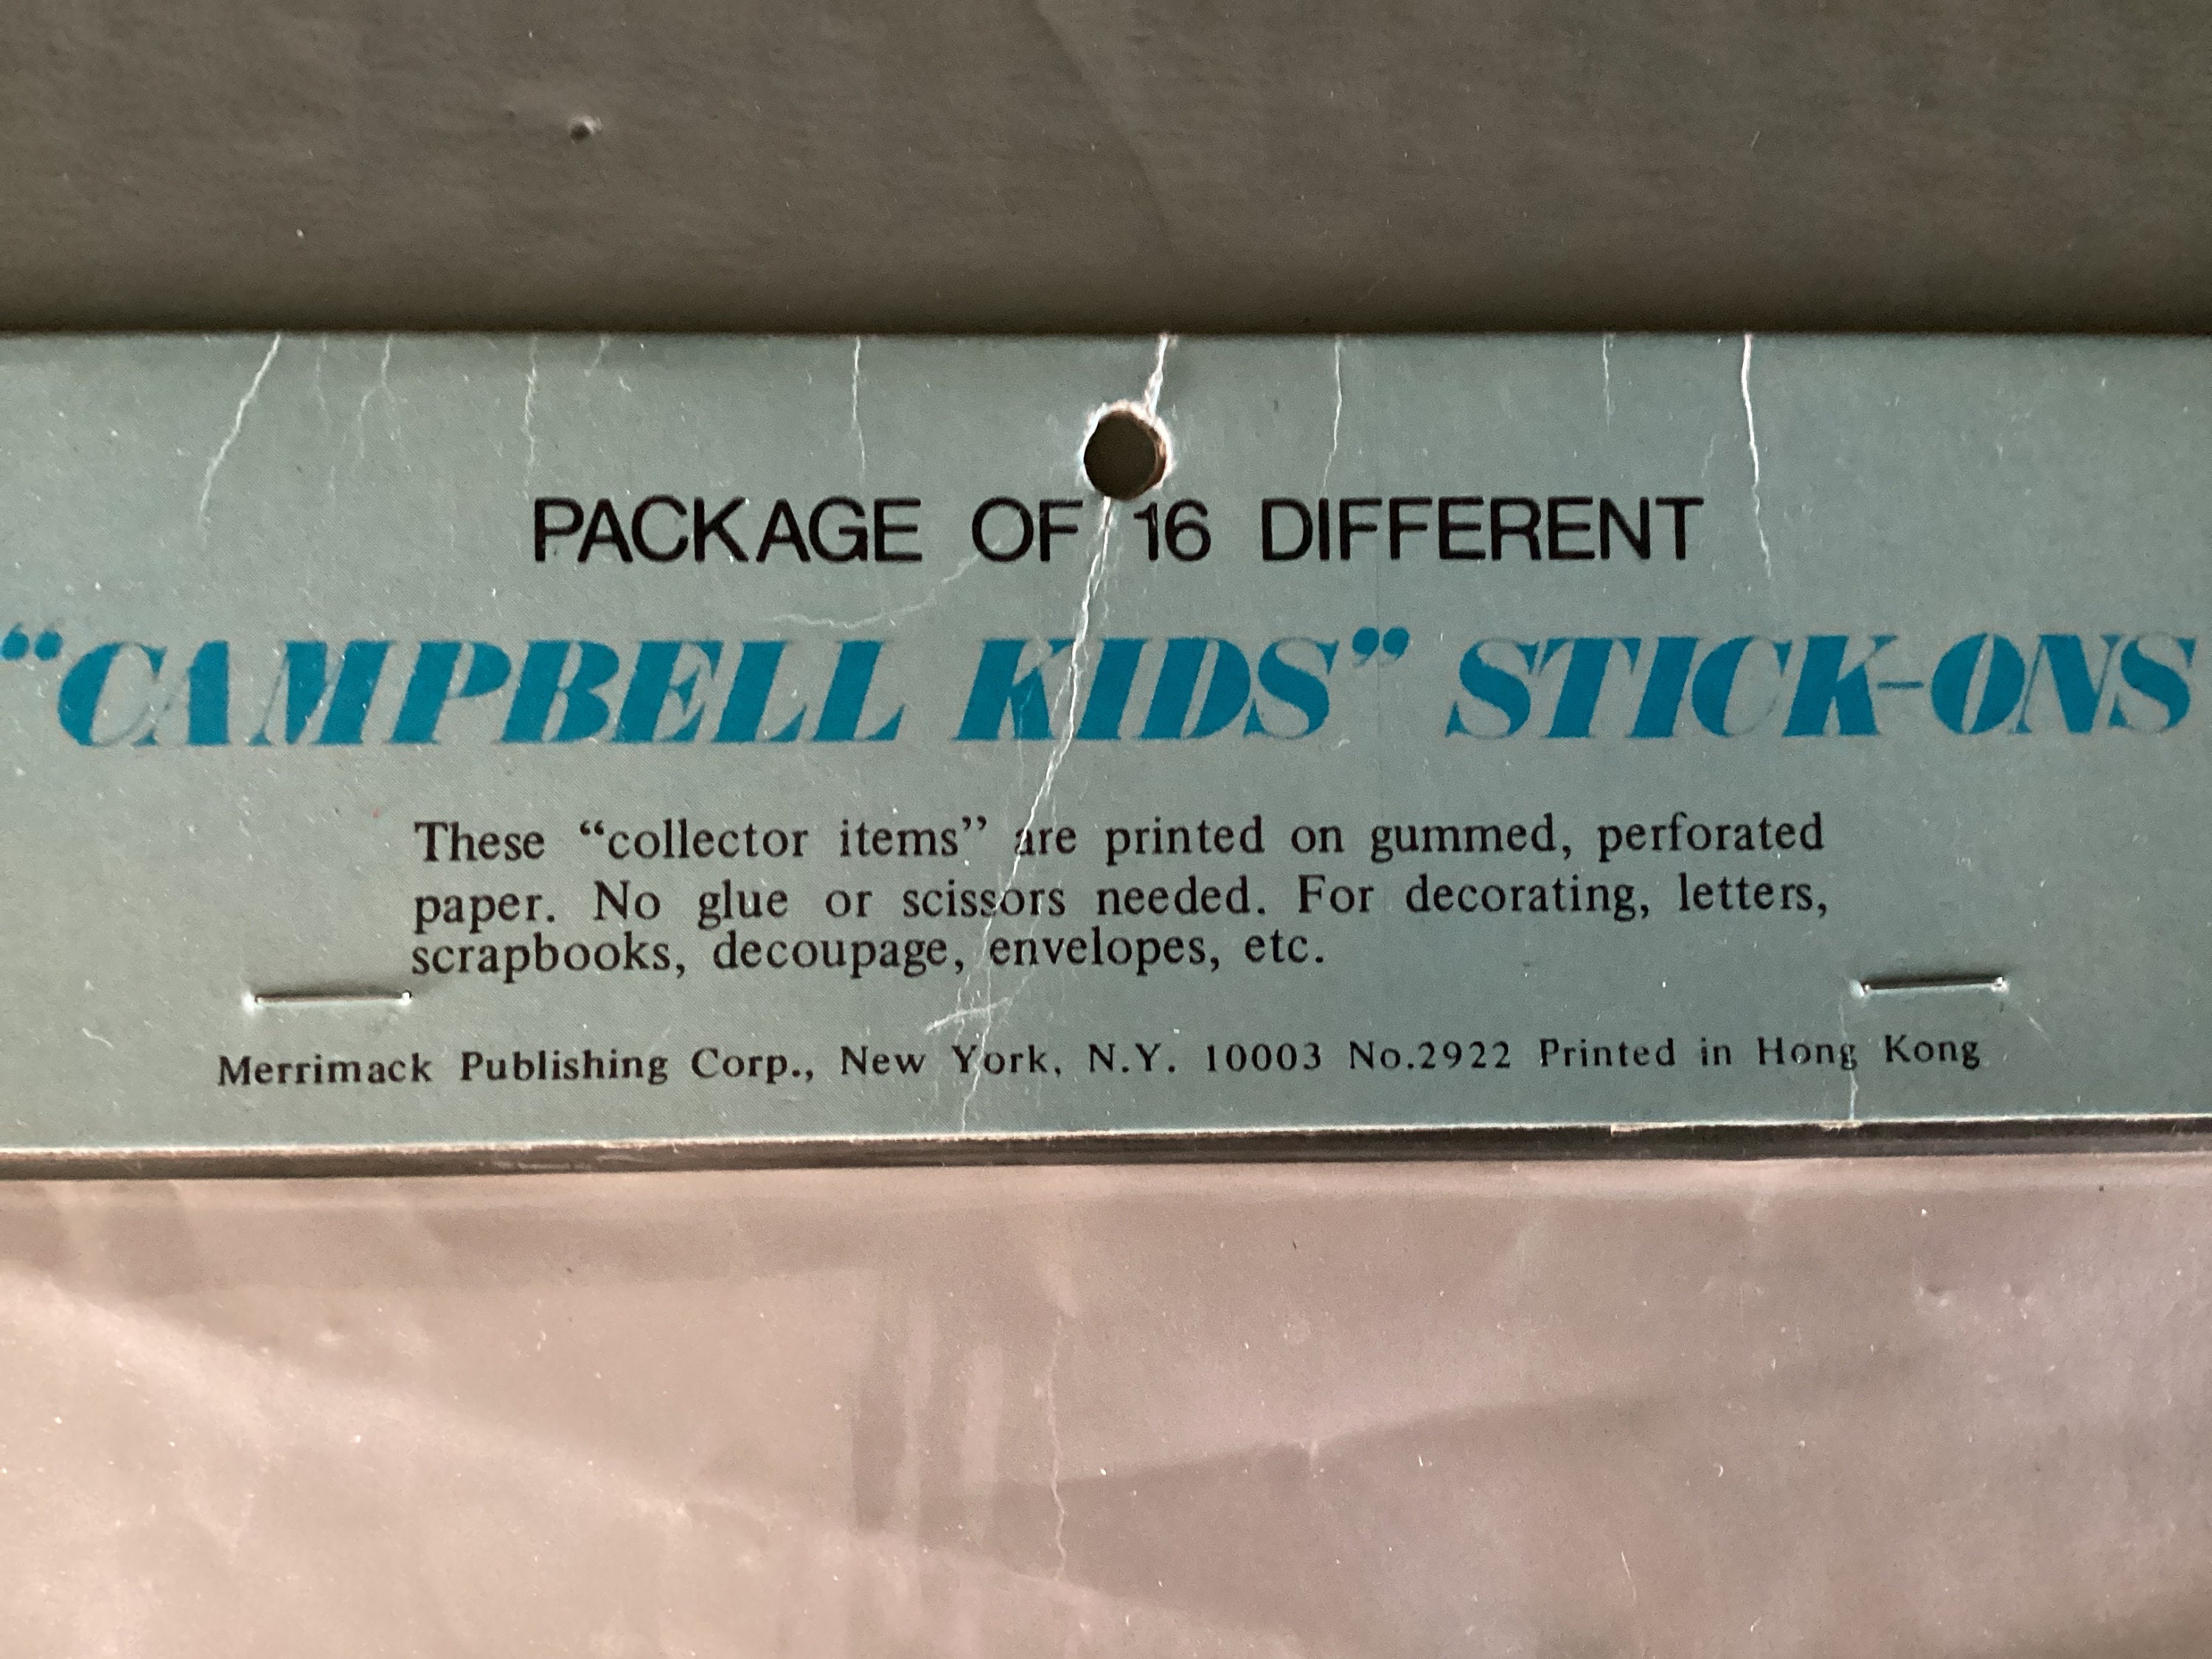 PACKAGE OF 16 DIFFERENT
“CAMPBELL KIDS” STICK-ONS
These “collector items” are printed on gummed, perforated
paper. No glue or scissors needed. For decorating, letters,
scrapbooks, decoupage, envelopes, etc.
Merrimack Publishing Corp., New York, N.Y. 10003 No.2922 Printed in Hong Kong